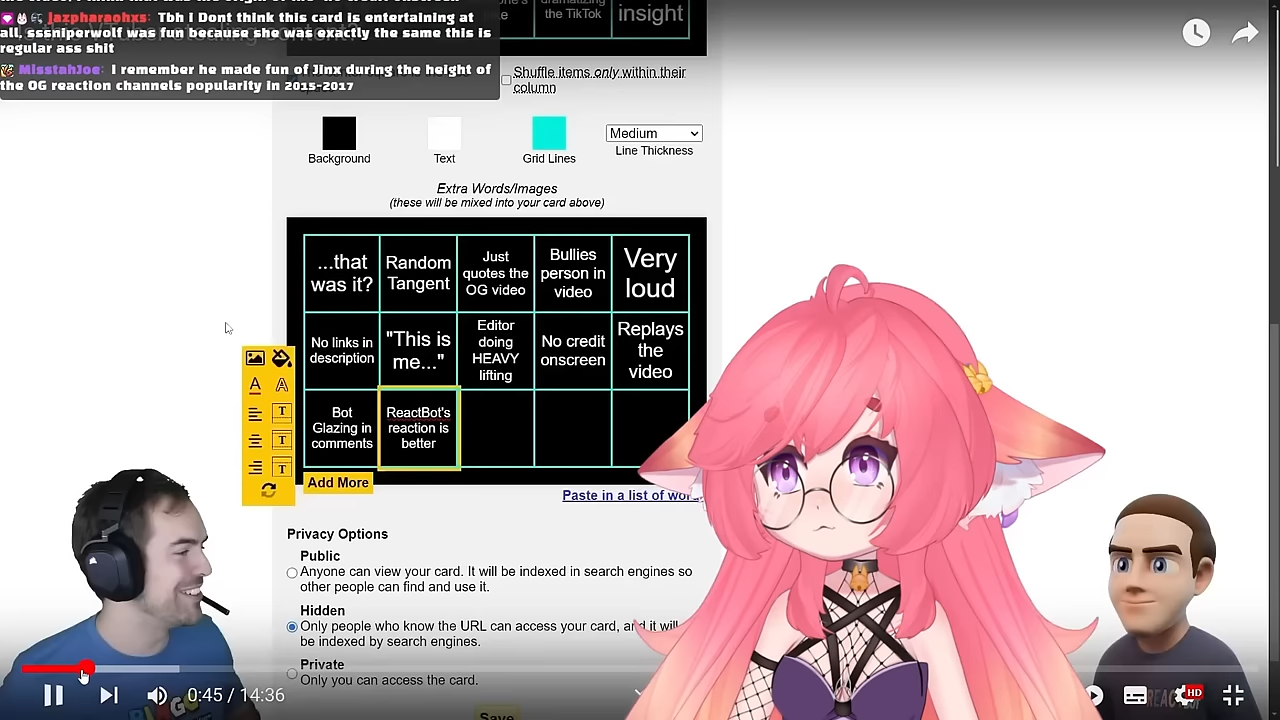 jazpharaohxs: Tbh i Dont think this card is entertaining at
all, sssniperwolf was fun because she was exactly the same this is
regular ass shit
MisstahJoe: I remember he made fun of Jinx during the height of
the OG reaction channels popularity in 2015-2017
dramatizing
the TikTok
insight
Shuffle items only within their
column
Background
Text
Grid Lines
Medium
Line Thickness
Extra Words/Images
(these will be mixed into your card above)
...that
was it?
Random
Tangent
Just
quotes the
OG video
Bullies
person in
video
Very
loud
No links in
description
"This is
me..."
Editor
doing
HEAVY
lifting
No credit
onscreen
Replays
the
video
Bot
Glazing in
comments
ReactBot's
reaction is
better
Add More
Paste in a list of
Privacy Options
Public
Anyone can view your card. It will be indexed in search engines so
other people can find and use it.
Hidden
Only people who know the URL can access your card, and it will
be indexed by search engines.
Private
Only you can access the card.
Save
0:45 / 14:36
HD